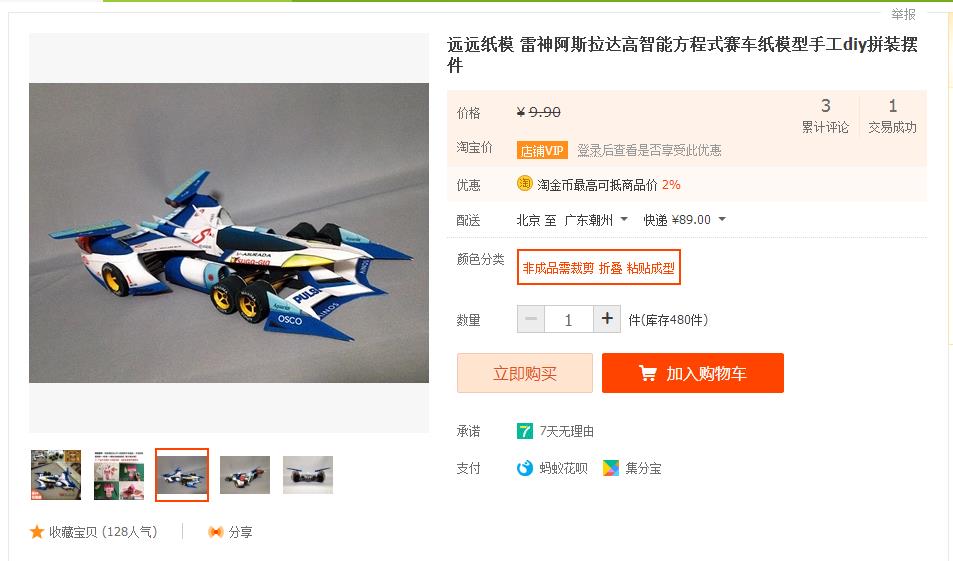 举报
远远纸模 雷神阿斯拉达高智能方程式赛车纸模型手工diy拼装摆
件
价格
¥ 9.90
3
累计评论
1
交易成功
淘宝价
店铺VIP
登录后查看是否享受此优惠
优惠
淘
淘金币最高可抵商品价 2%
配送
北京 至 广东潮州
快递 ¥89.00
颜色分类
非成品需裁剪 折叠 粘贴成型
数量
1
件(库存480件)
立即购买
加入购物车
承诺
7
7天无理由
支付
蚂蚁花呗
集分宝
收藏宝贝 (128人气)
分享
ν-ASURADA
SUGO-GIO
PULSA
OSCO